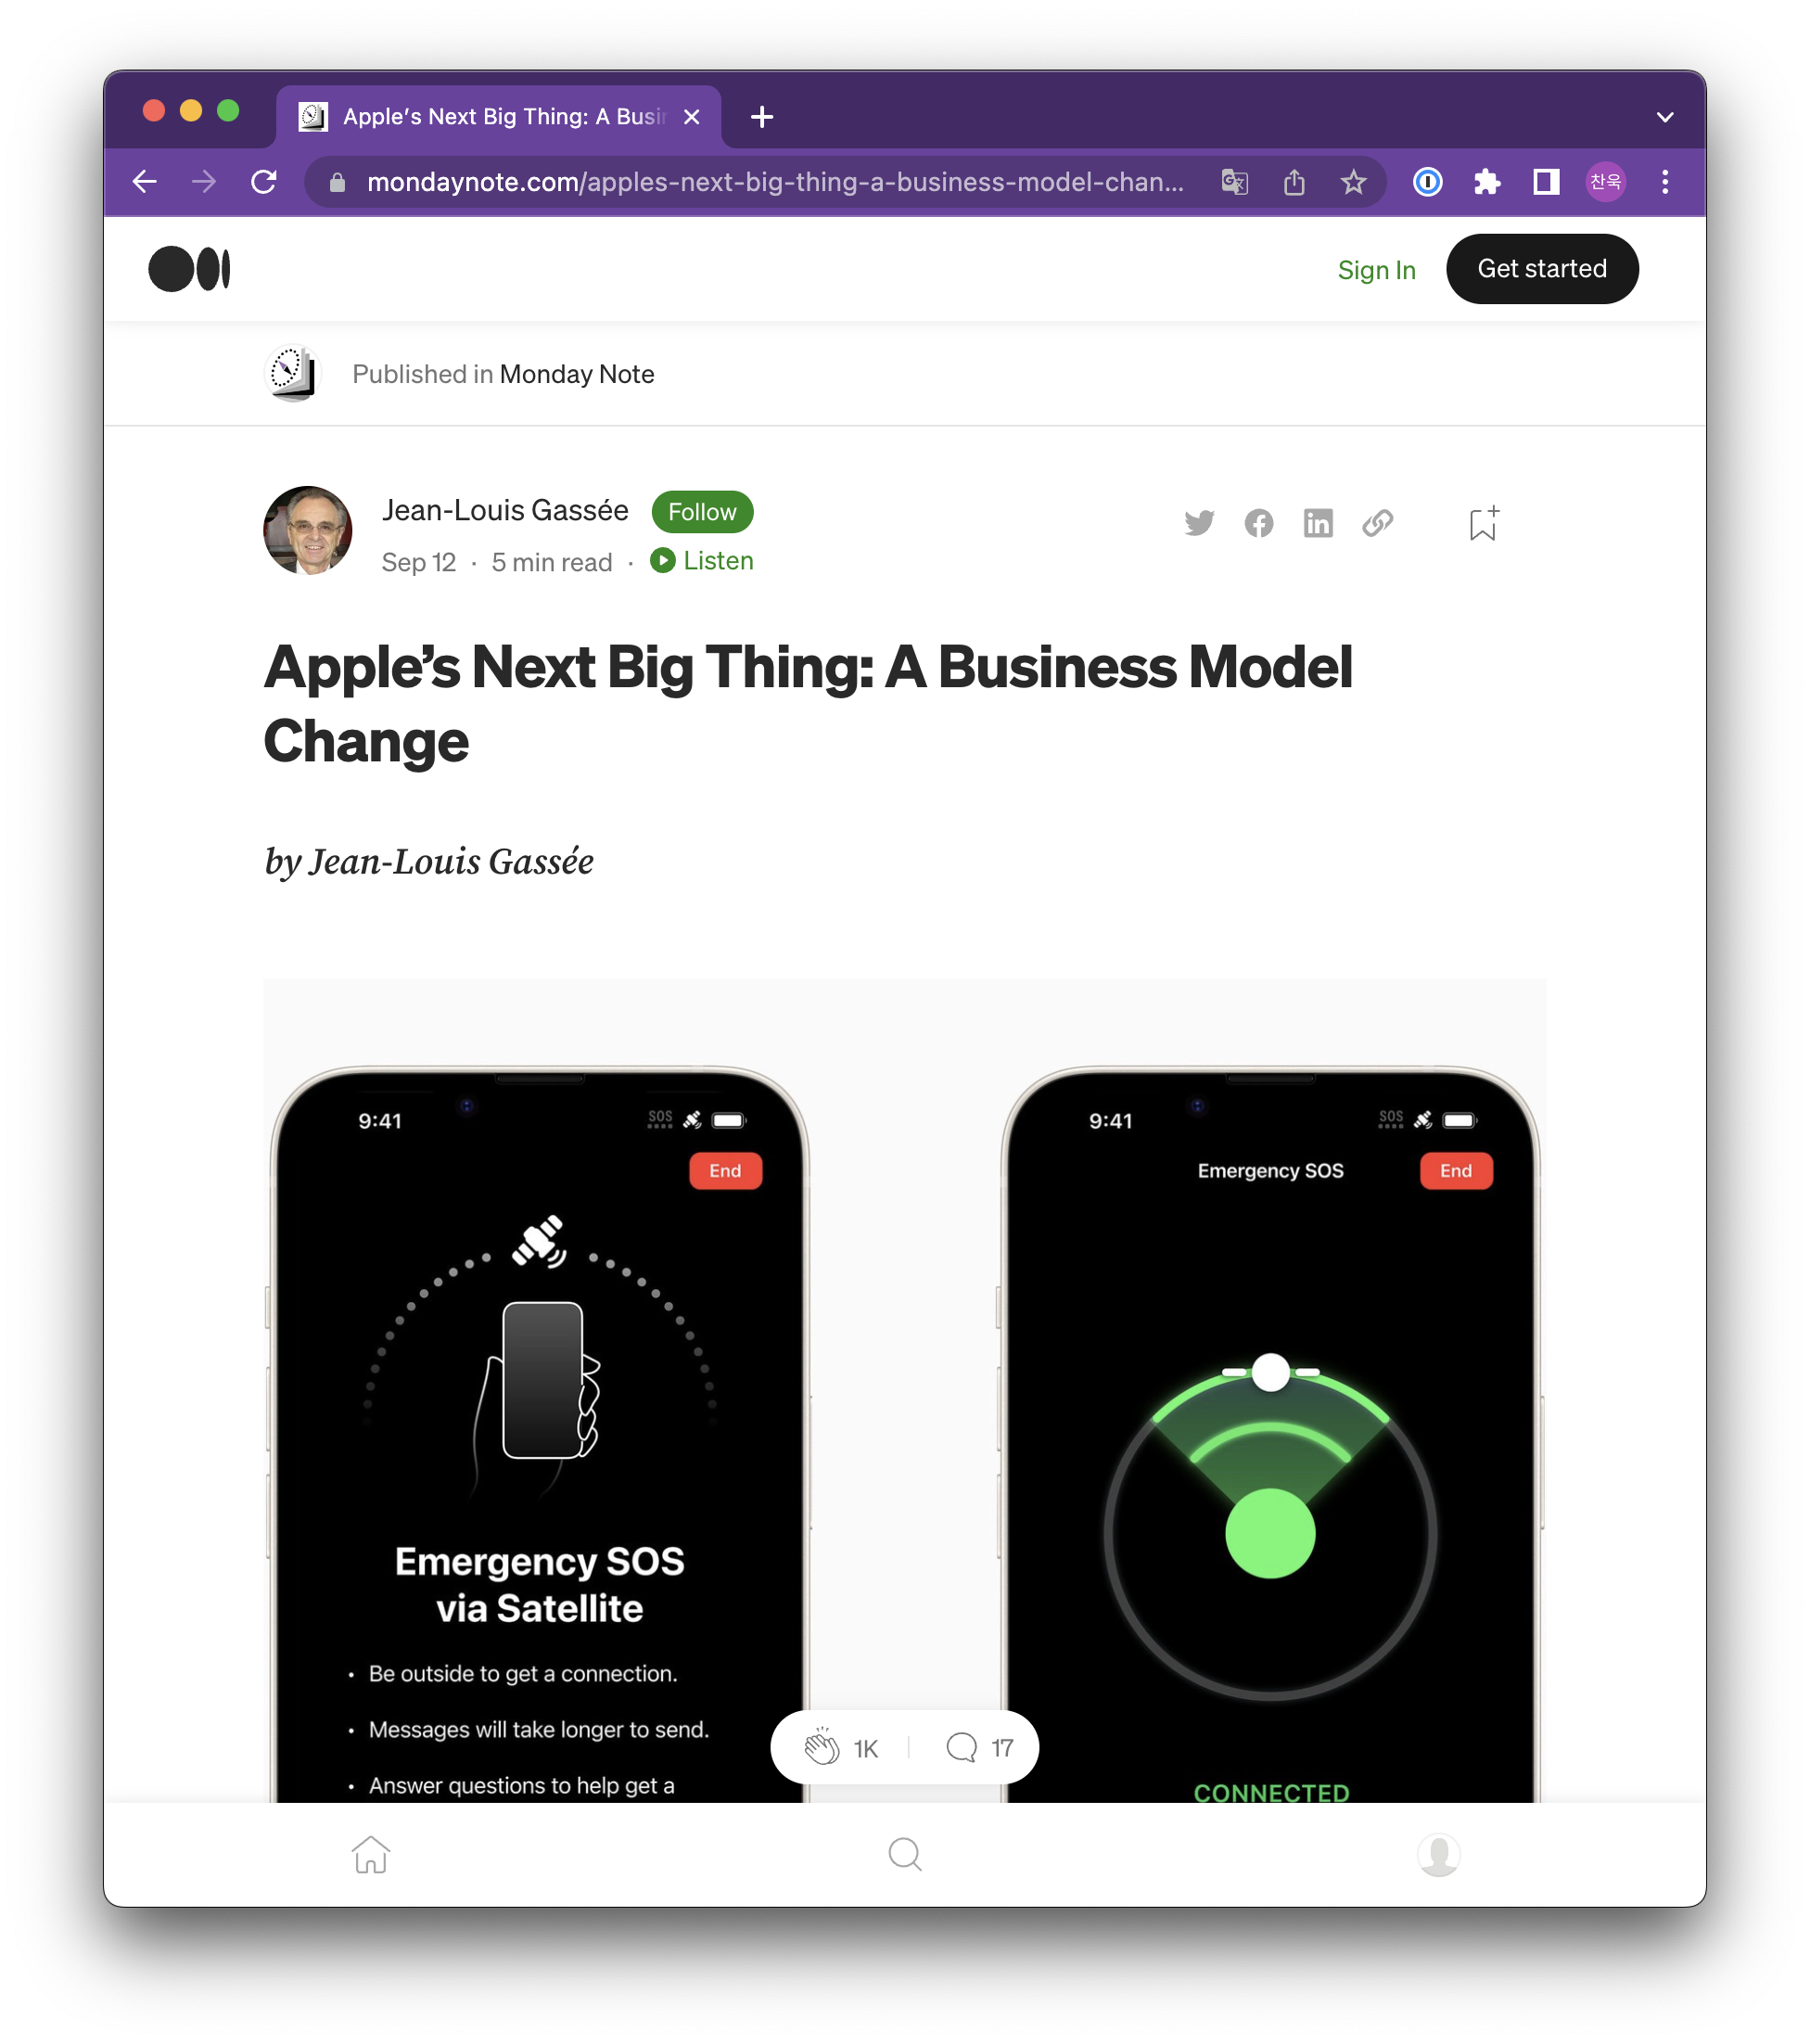 Apple's Next Big Thing: A Busi
mondaynote.com/apples-next-big-thing-a-business-model-chan...
찬욱
Sign In
Get started
Published in Monday Note
Jean-Louis Gassée
Follow
Sep 12 · 5 min read · Listen
Apple's Next Big Thing: A Business Model
Change
by Jean-Louis Gassée
9:41
SOS
End
Emergency SOS
via Satellite
• Be outside to get a connection.
• Messages will take longer to send.
• Answer questions to help get a
9:41
SOS
Emergency SOS
End
CONNECTED
1K
17